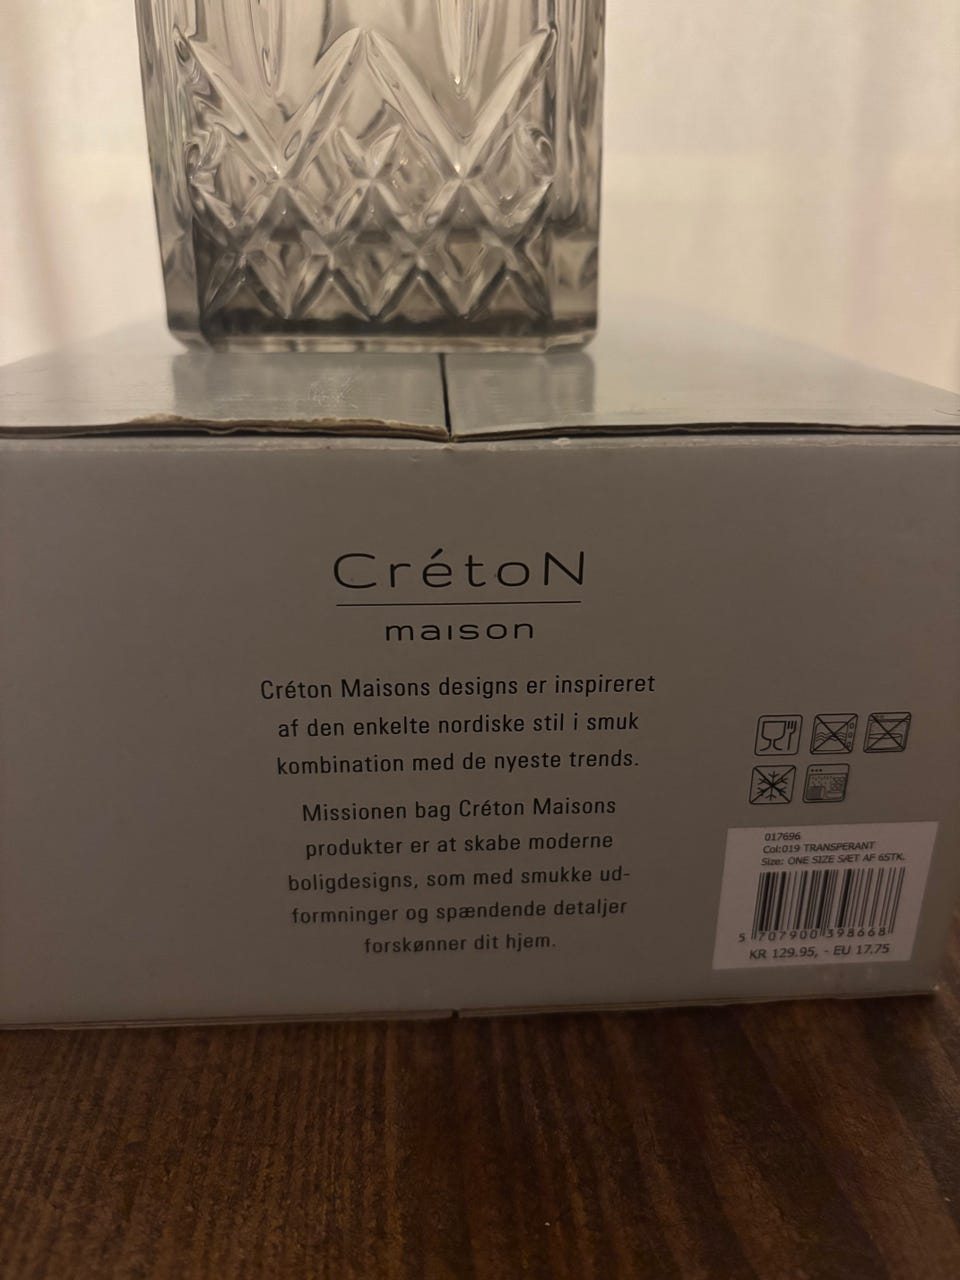 CrétoN
maison
Créton Maisons designs er inspireret
af den enkelte nordiske stil i smuk
kombination med de nyeste trends.
Missionen bag Créton Maisons
produkter er at skabe moderne
boligdesigns, som med smukke ud-
formninger og spændende detaljer
forskønner dit hjem.
017696
Col:019 TRANSPERANT
Size: ONE SIZE SÆT AF 6STK.
5 707900 398668
KR 129.95, - EU 17.75